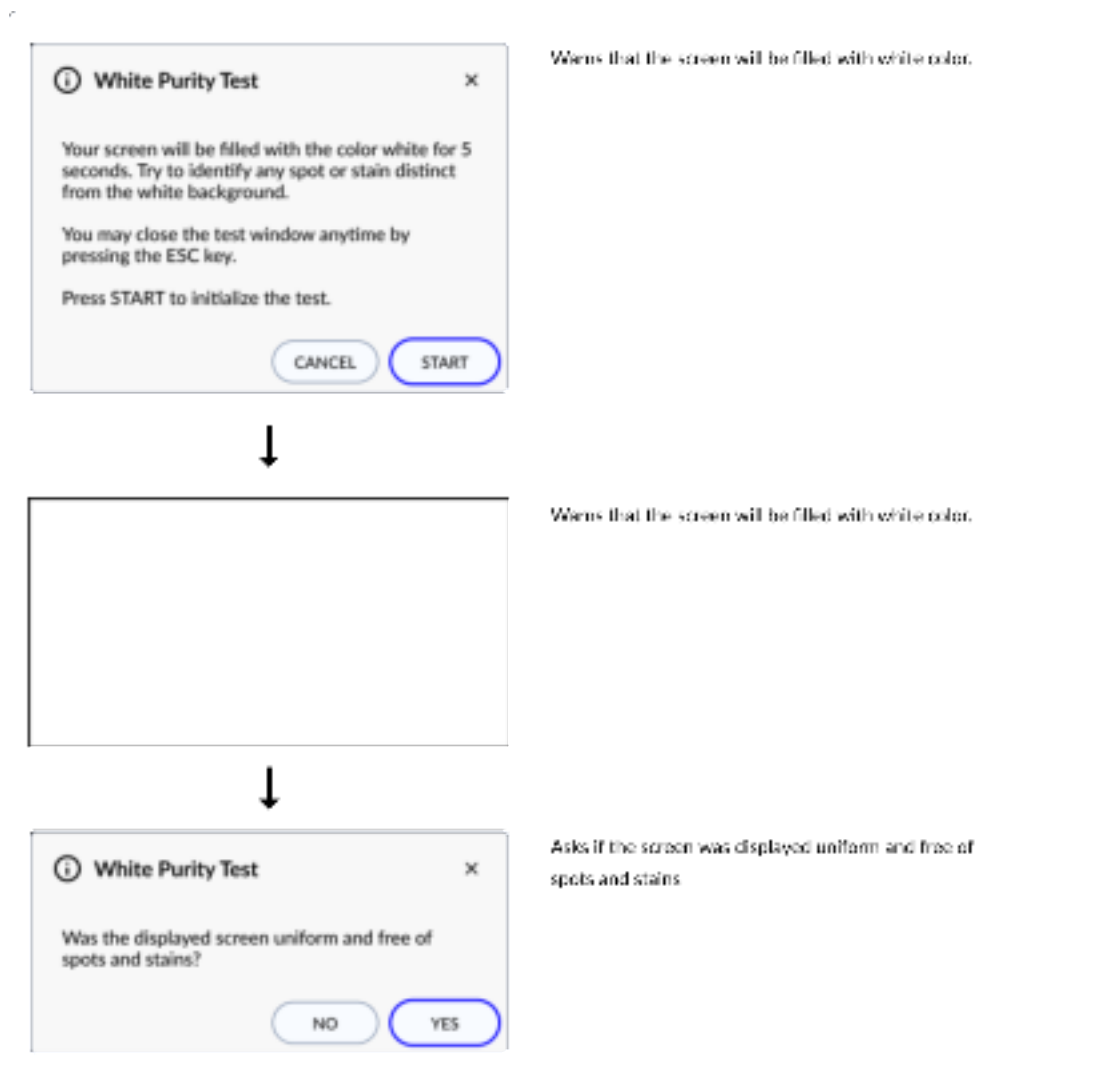 White Purity Test
Warns that the screen will be filled with white color.
Your screen will be filled with the color white for 5
seconds. Try to identify any spot or stain distinct
from the white background.
You may close the test window anytime by
pressing the ESC key.
Press START to initialize the test.
CANCEL
START
Warns that the screen will be filled with white color.
White Purity Test
Asks if the screen was displayed uniform and free of
spots and stains
Was the displayed screen uniform and free of
spots and stains?
NO
YES